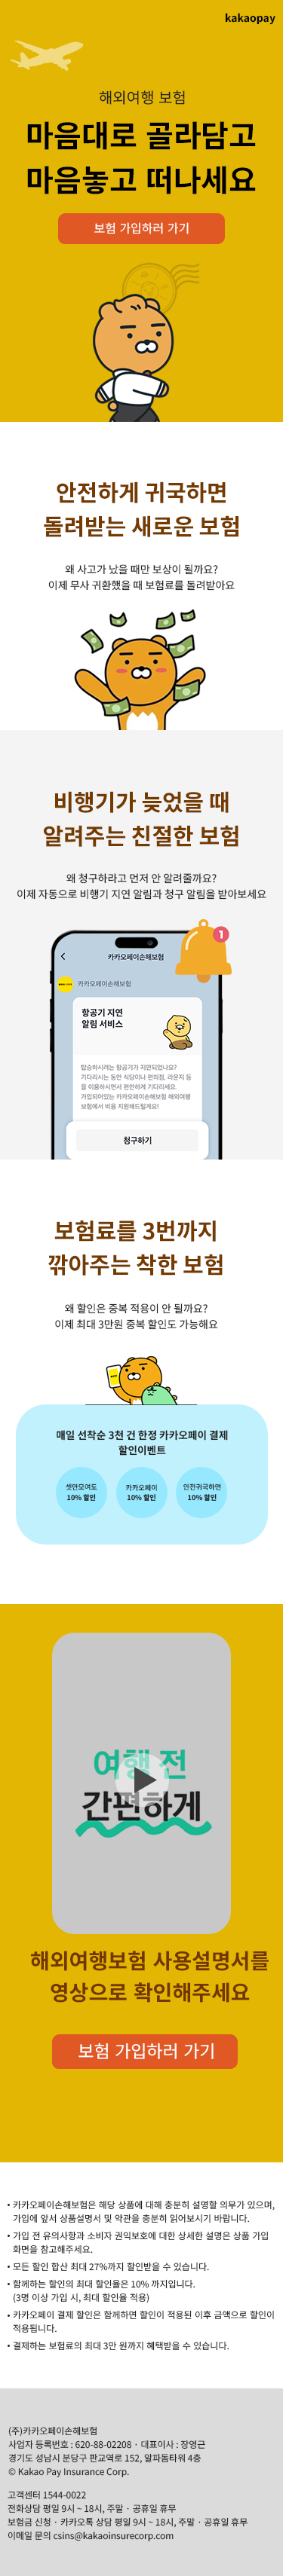 kakaopay
해외여행 보험
마음대로 골라담고
마음놓고 떠나세요
보험 가입하러 가기
안전하게 귀국하면
돌려받는 새로운 보험
왜 사고가 났을 때만 보상이 될까요?
이제 무사 귀환했을 때 보험료를 돌려받아요
비행기가 늦었을 때
알려주는 친절한 보험
왜 청구하라고 먼저 안 알려줄까요?
이제 자동으로 비행기 지연 알림과 청구 알림을 받아보세요
1
카카오페이손해보험
카카오페이손해보험
항공기 지연
알림 서비스
탑승하시려는 항공기가 지연되었나요?
기다리시는 동안 식당이나 편의점, 라운지 등
을 이용하시면서 편안하게 기다리세요.
가입되어있는 카카오페이손해보험 해외여행
보험에서 비용 지원해드릴게요!
청구하기
보험료를 3번까지
깎아주는 착한 보험
왜 할인은 중복 적용이 안 될까요?
이제 최대 3만원 중복 할인도 가능해요
매일 선착순 3천 건 한정 카카오페이 결제
할인이벤트
셋만모여도
10% 할인
카카오페이
10% 할인
안전귀국하면
10% 할인
여행 전
간편하게
해외여행보험 사용설명서를
영상으로 확인해주세요
보험 가입하러 가기
• 카카오페이손해보험은 해당 상품에 대해 충분히 설명할 의무가 있으며,
가입에 앞서 상품설명서 및 약관을 충분히 읽어보시기 바랍니다.
• 가입 전 유의사항과 소비자 권익보호에 대한 상세한 설명은 상품 가입
화면을 참고해주세요.
• 모든 할인 합산 최대 27%까지 할인받을 수 있습니다.
• 함께하는 할인의 최대 할인율은 10% 까지입니다.
(3명 이상 가입 시, 최대 할인율 적용)
• 카카오페이 결제 할인은 함께하면 할인이 적용된 이후 금액으로 할인이
적용됩니다.
• 결제하는 보험료의 최대 3만 원까지 혜택받을 수 있습니다.
(주)카카오페이손해보험
사업자 등록번호 : 620-88-02208 · 대표이사 : 장영근
경기도 성남시 분당구 판교역로 152, 알파돔타워 4층
© Kakao Pay Insurance Corp.
고객센터 1544-0022
전화상담 평일 9시 ~ 18시, 주말 · 공휴일 휴무
보험금 신청 · 카카오톡 상담 평일 9시 ~ 18시, 주말 · 공휴일 휴무
이메일 문의 csins@kakaoinsurecorp.com